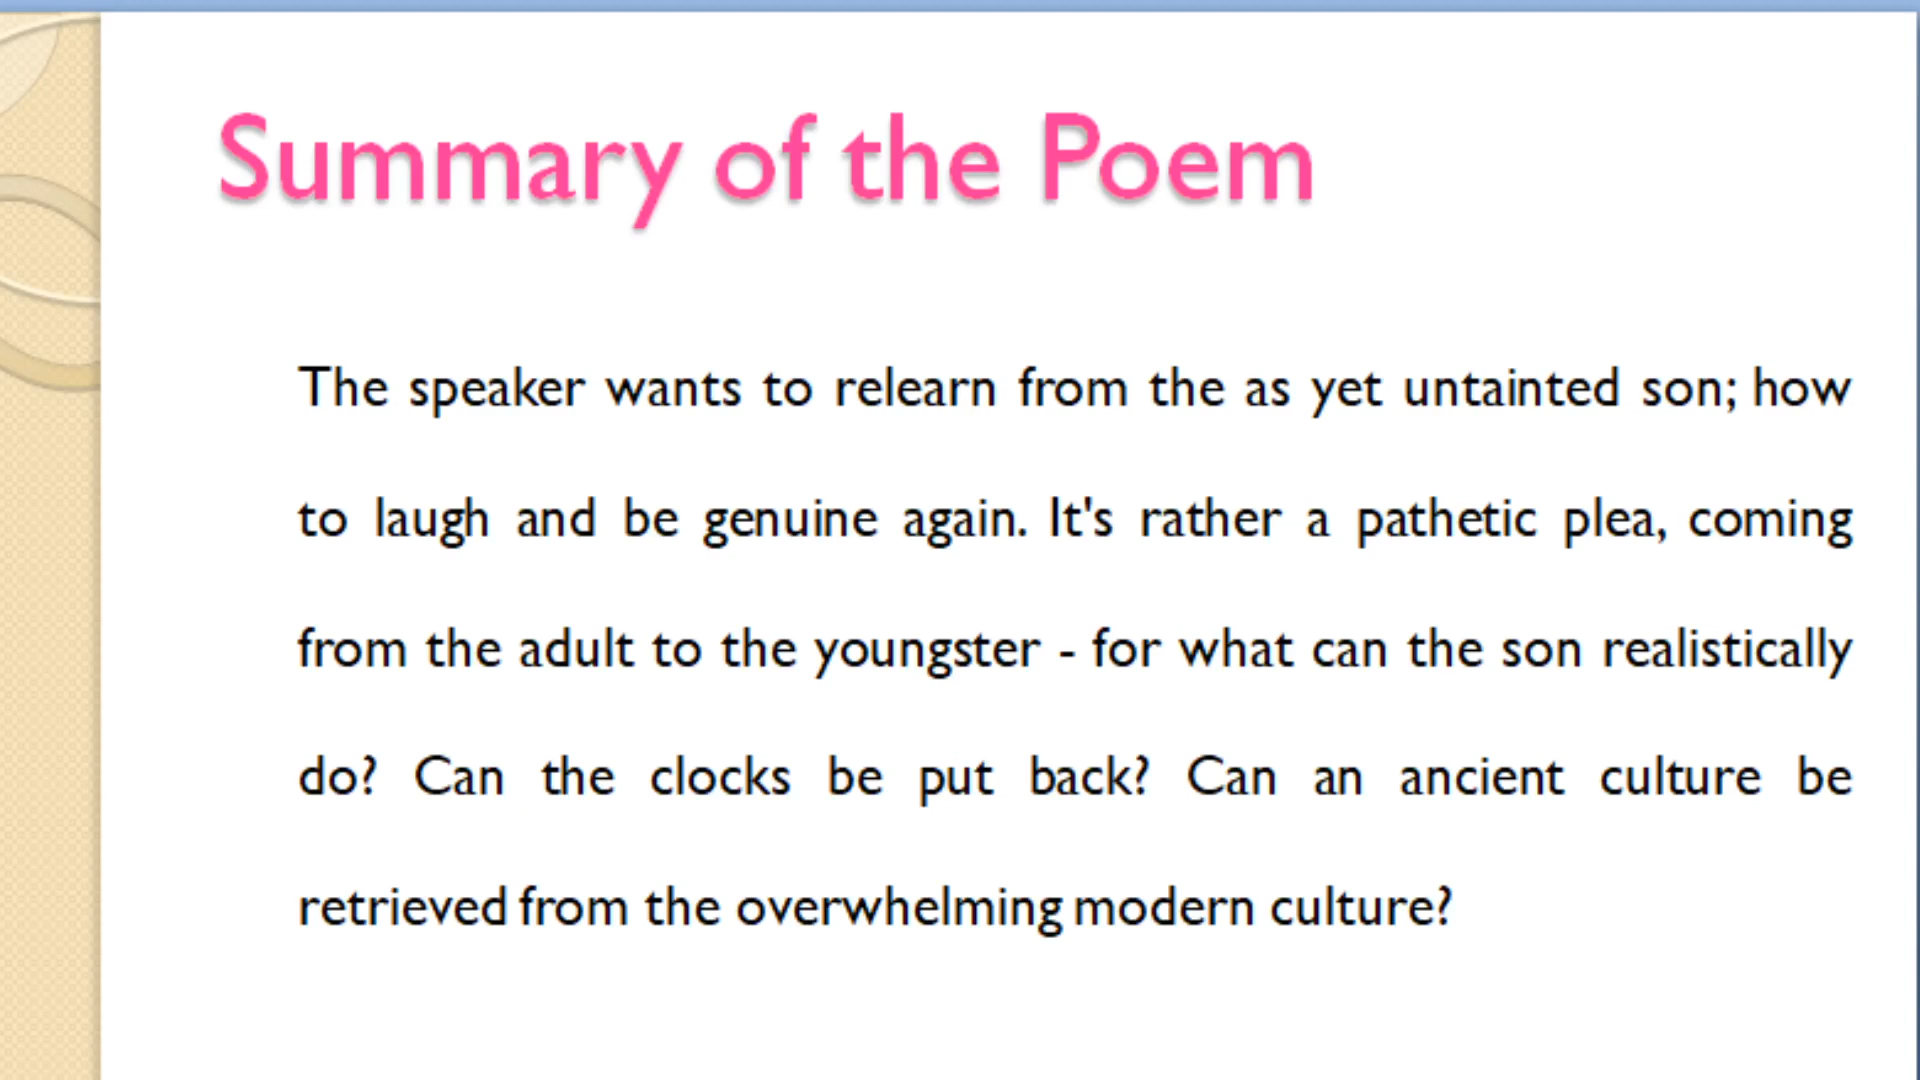 Summary of the Poem
The speaker wants to relearn from the as yet untainted son; how
to laugh and be genuine again. It's rather a pathetic plea, coming
from the adult to the youngster - for what can the son realistically
do? Can the clocks be put back? Can an ancient culture be
retrieved from the overwhelming modern culture?